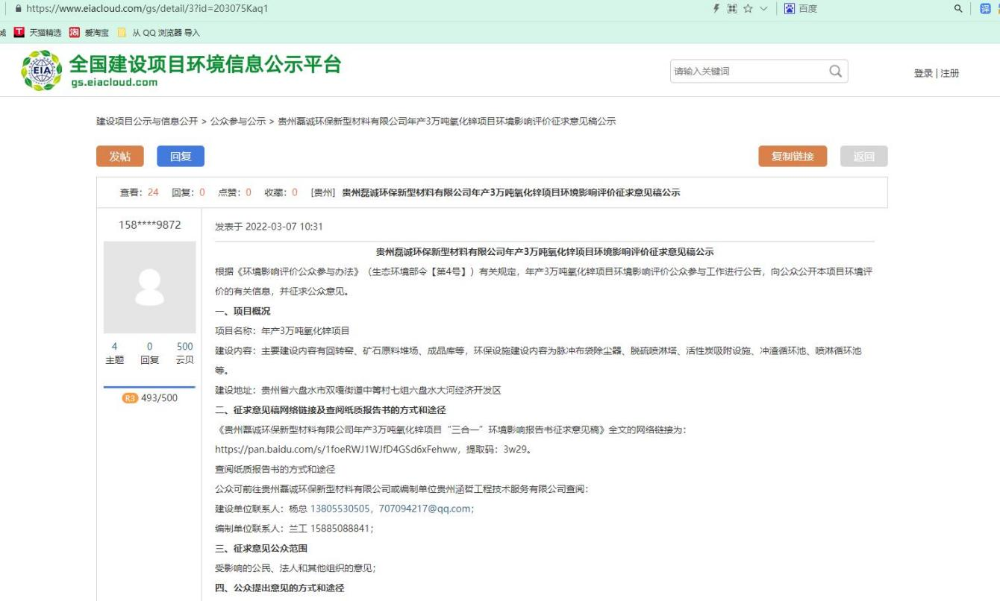 https://www.eiacloud.com/gs/detail/3?id=203075Kaq1
百度
译
T 天猫精选 淘 爱淘宝 从 QQ 浏览器 导入
EIA
全国建设项目环境信息公示平台
gs.eiacloud.com
请输入关键词
登录 | 注册
建设项目公示与信息公开 > 公众参与公示 > 贵州磊诚环保新型材料有限公司年产3万吨氧化锌项目环境影响评价征求意见稿公示
发帖 回复 复制链接 返回
查看: 24 回复: 0 点赞: 0 收藏: 0 [贵州] 贵州磊诚环保新型材料有限公司年产3万吨氧化锌项目环境影响评价征求意见稿公示
158****9872
发表于 2022-03-07 10:31
贵州磊诚环保新型材料有限公司年产3万吨氧化锌项目环境影响评价征求意见稿公示
根据《环境影响评价公众参与办法》（生态环境部令【第4号】）有关规定，年产3万吨氧化锌项目环境影响评价公众参与工作进行公告，向公众公开本项目环境评
价的有关信息，并征求公众意见。
一、项目概况
项目名称：年产3万吨氧化锌项目
建设内容：主要建设内容有回转窑、矿石原料堆场、成品库等，环保设施建设内容为脉冲布袋除尘器、脱硫喷淋塔、活性炭吸附设施、冲渣循环池、喷淋循环池
等。
4 0 500
主题 回复 云贝
R3 493/500
建设地址：贵州省六盘水市双嘎街道中箐村七组六盘水大河经济开发区
二、征求意见稿网络链接及查阅纸质报告书的方式和途径
《贵州磊诚环保新型材料有限公司年产3万吨氧化锌项目“三合一”环境影响报告书征求意见稿》全文的网络链接为：
https://pan.baidu.com/s/1foeRWJ1WJfD4GSd6xFehww，提取码：3w29。
查阅纸质报告书的方式和途径
公众可前往贵州磊诚环保新型材料有限公司或编制单位贵州涵哲工程技术服务有限公司查阅：
建设单位联系人：杨总 13805530505，707094217@qq.com；
编制单位联系人：兰工 15885088841；
三、征求意见公众范围
受影响的公民、法人和其他组织的意见；
四、公众提出意见的方式和途径